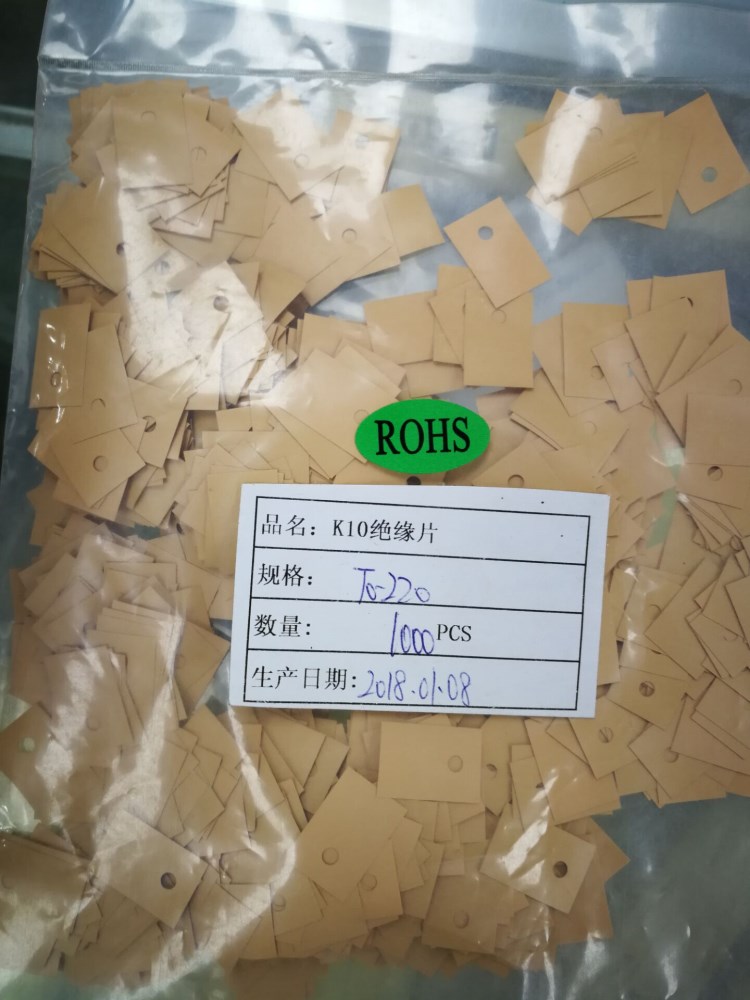 ROHS
品名: K10绝缘片
规格: To-220
数量: 1000PCS
生产日期: 2018.01.08